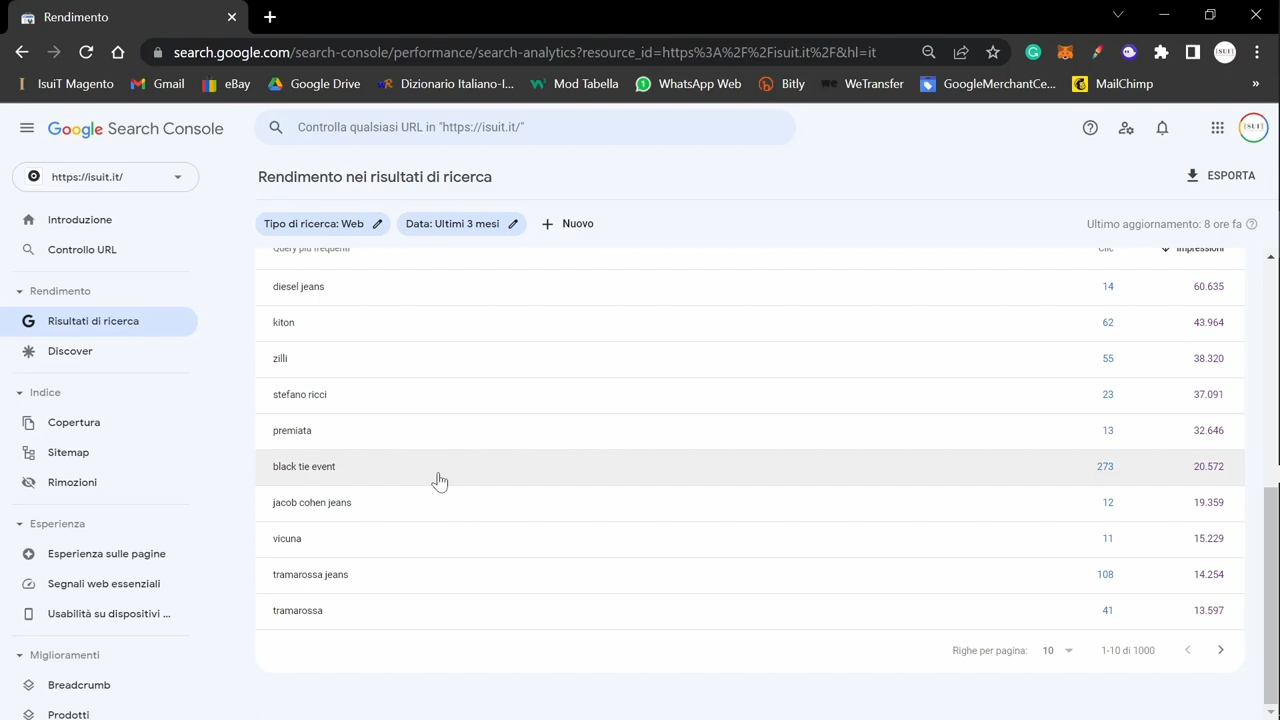 Rendimento
search.google.com/search-console/performance/search-analytics?resource_id=https%3A%2F%2Fisuit.it%2F&hl=it
IsuiT Magento
Gmail
eBay
Google Drive
Dizionario Italiano-I...
Mod Tabella
WhatsApp Web
Bitly
WeTransfer
GoogleMerchantCe...
MailChimp
»
Google Search Console
Controlla qualsiasi URL in "https://isuit.it/"
https://isuit.it/
Rendimento nei risultati di ricerca
ESPORTA
Tipo di ricerca: Web
Data: Ultimi 3 mesi
Nuovo
Ultimo aggiornamento: 8 ore fa
Introduzione
Controllo URL
Rendimento
Risultati di ricerca
Discover
Indice
Copertura
Sitemap
Rimozioni
Esperienza
Esperienza sulle pagine
Segnali web essenziali
Usabilità su dispositivi ...
Miglioramenti
Breadcrumb
Prodotti
Query più frequenti Clic Impressioni
diesel jeans 14 60.635
kiton 62 43.964
zilli 55 38.320
stefano ricci 23 37.091
premiata 13 32.646
black tie event 273 20.572
jacob cohen jeans 12 19.359
vicuna 11 15.229
tramarossa jeans 108 14.254
tramarossa 41 13.597
Righe per pagina: 10 1-10 di 1000